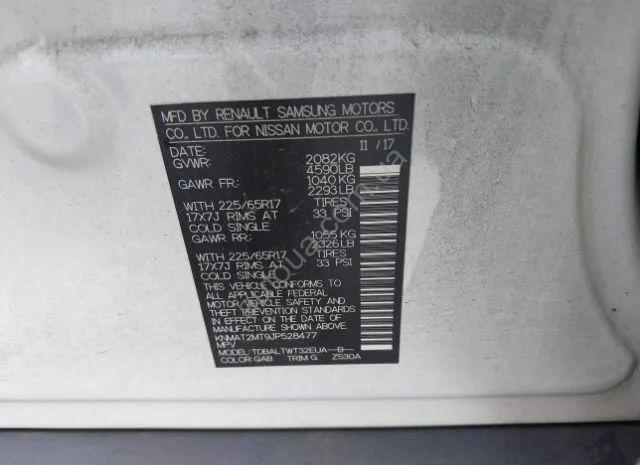 MFD BY RENAULT SAMSUNG MOTORS
CO., LTD. FOR NISSAN MOTOR CO., LTD.
DATE: 11 /17
GVWR: 2082KG
4590LB
GAWR FR: 1040KG
2293LB
WITH 225/65R17 TIRES
17X7J RIMS AT 33 PSI
COLD SINGLE
GAWR RR: 1055KG
2326LB
WITH 225/65R17 TIRES
17X7J RIMS AT 33 PSI
COLD SINGLE
THIS VEHICLE CONFORMS TO
ALL APPLICABLE FEDERAL
MOTOR VEHICLE SAFETY AND
THEFT PREVENTION STANDARDS
IN EFFECT ON THE DATE OF
MANUFACTURE SHOWN ABOVE.
KNMAT2MT9JP528477
MPV
MODEL: TDBALTWT32EUA--B--
COLOR: QAB TRIM: G ZS30A